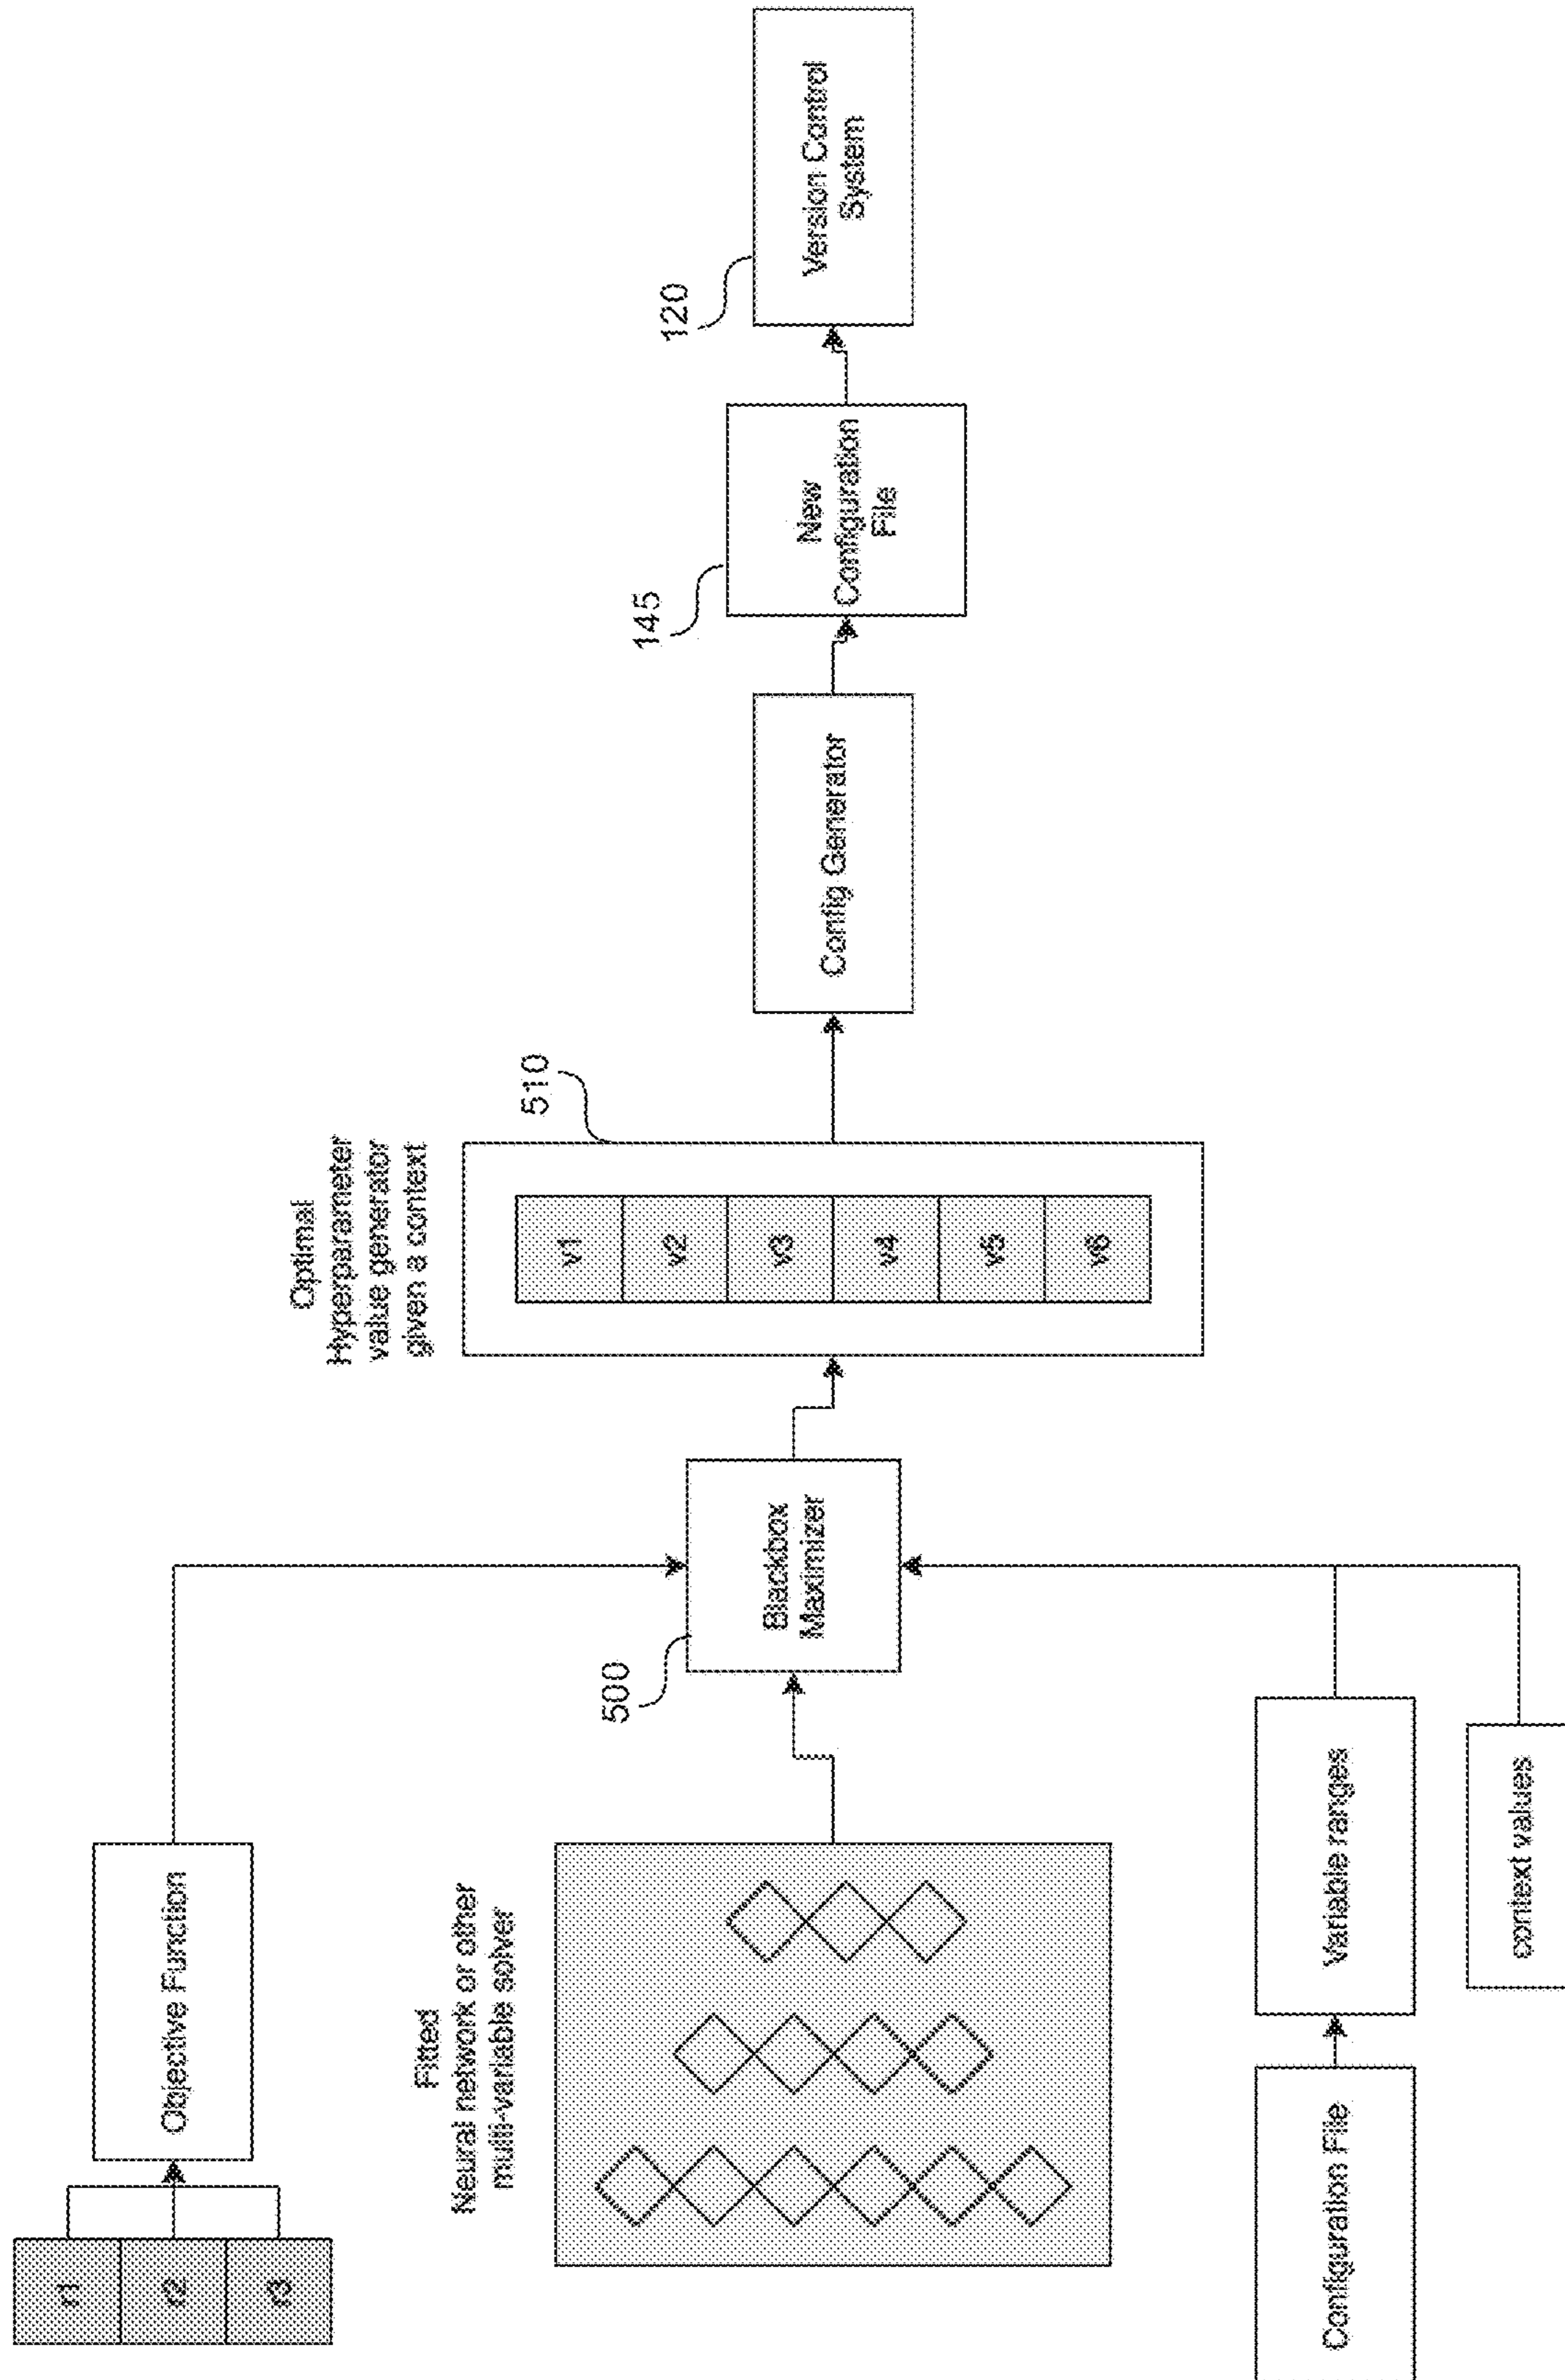 r1
r2
r3
Objective Function
Fitted
Neural network or other
multi-variable solver
Configuration File
Variable ranges
context values
500
Blackbox
Maximizer
Optimal
Hyperparameter
value generator
given a context
510
v1
v2
v3
v4
v5
v6
Config Generator
145
New
Configuration
File
120
Version Control
System